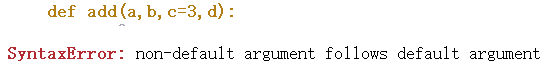 def add(a,b,c=3,d):
SyntaxError: non-default argument follows default argument